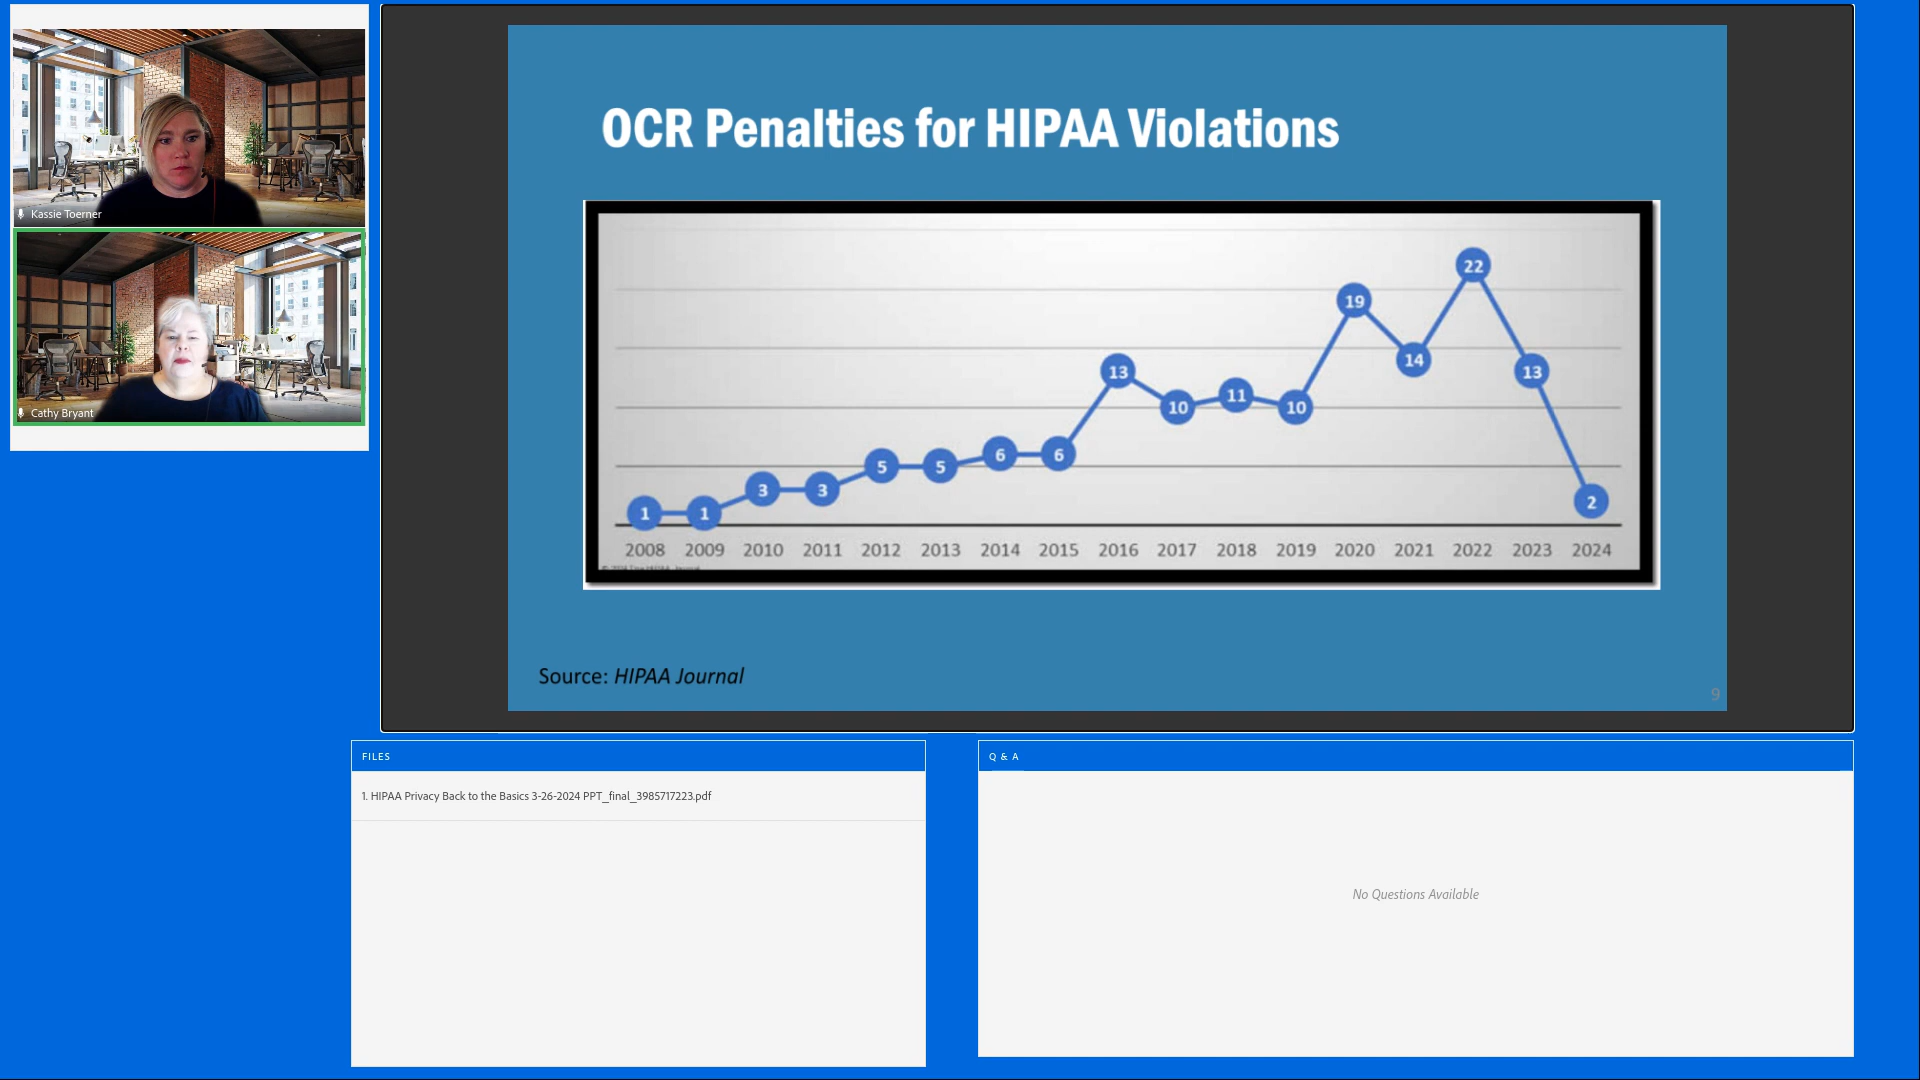 Kassie Toerner
Cathy Bryant
OCR Penalties for HIPAA Violations
1 1 3 3 5 5 6 6 13 10 11 10 19 14 22 13 2
2008 2009 2010 2011 2012 2013 2014 2015 2016 2017 2018 2019 2020 2021 2022 2023 2024
Source: HIPAA Journal
9
FILES
1. HIPAA Privacy Back to the Basics 3-26-2024 PPT_final_3985717223.pdf
Q & A
No Questions Available